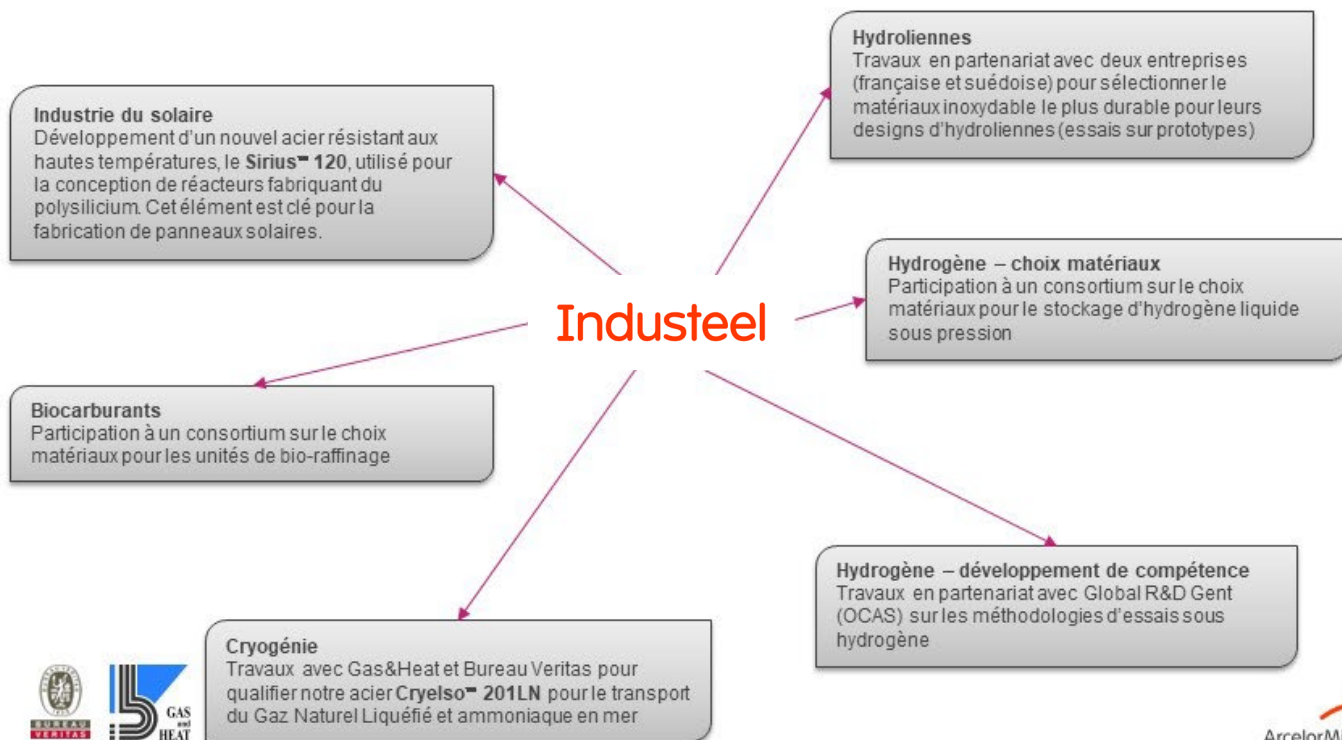 Hydroliennes
Travaux en partenariat avec deux entreprises
(française et suédoise) pour sélectionner le
matériaux inoxydable le plus durable pour leurs
designs d'hydroliennes (essais sur prototypes)
Industrie du solaire
Développement d'un nouvel acier résistant aux
hautes températures, le Sirius™ 120, utilisé pour
la conception de réacteurs fabriquant du
polysilicium. Cet élément est clé pour la
fabrication de panneaux solaires.
Hydrogène – choix matériaux
Participation à un consortium sur le choix
matériaux pour le stockage d'hydrogène liquide
sous pression
Industeel
Biocarburants
Participation à un consortium sur le choix
matériaux pour les unités de bio-raffinage
Hydrogène – développement de compétence
Travaux en partenariat avec Global R&D Gent
(OCAS) sur les méthodologies d'essais sous
hydrogène
Cryogénie
Travaux avec Gas&Heat et Bureau Veritas pour
qualifier notre acier Cryelso™ 201LN pour le transport
du Gaz Naturel Liquéfié et ammoniaque en mer
BUREAU
VERITAS
GAS
and
HEAT